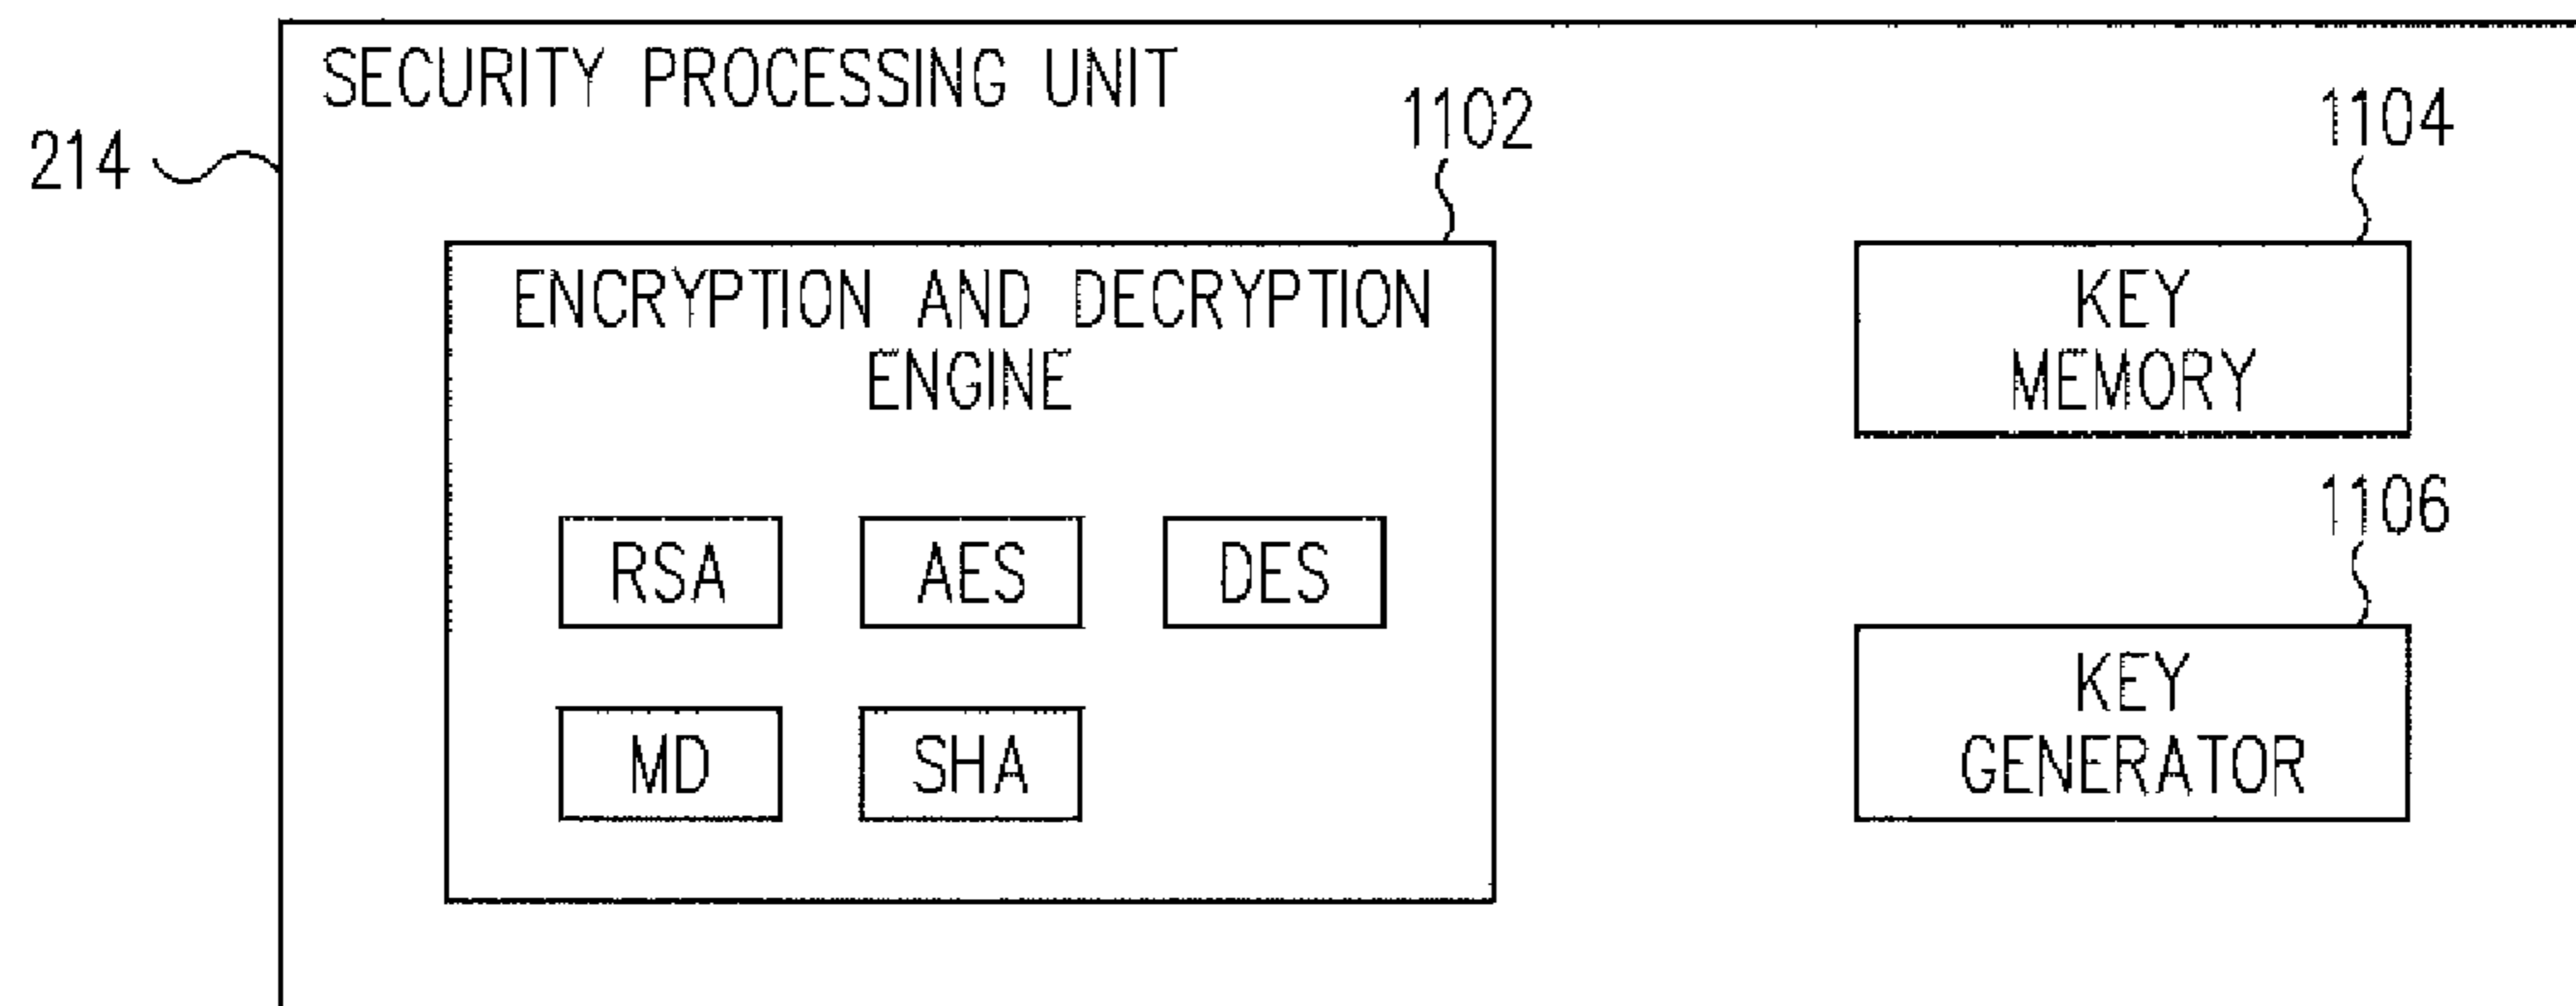 SECURITY PROCESSING UNIT
214
1102
1104
ENCRYPTION AND DECRYPTION
ENGINE
KEY
MEMORY
RSA
AES
DES
1106
MD
SHA
KEY
GENERATOR